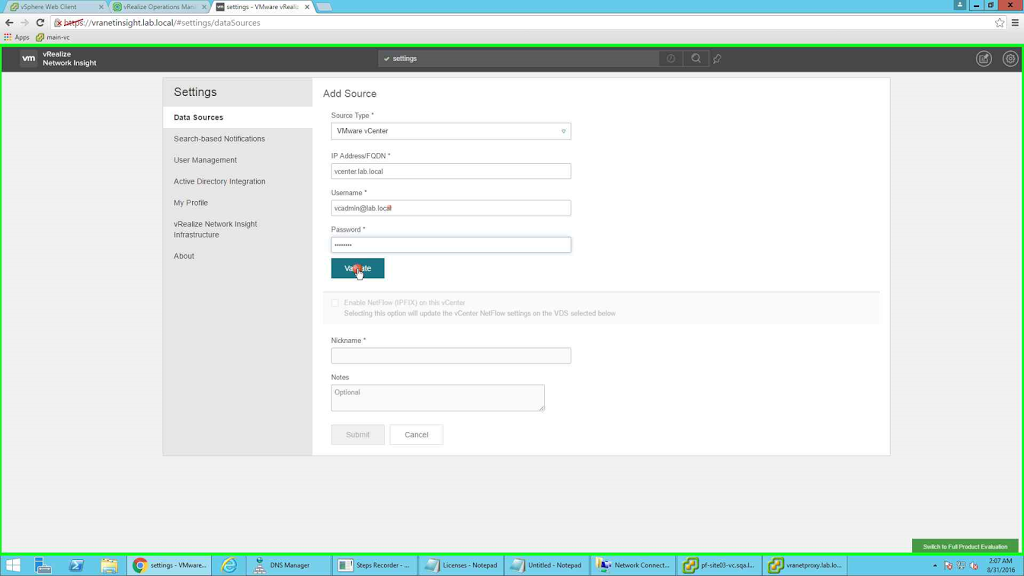 vSphere Web Client
vRealize Operations Man
settings - VMware vRealiz
https://vranetinsight.lab.local/#settings/dataSources
Apps
main-vc
vm
vRealize
Network Insight
settings
Settings
Data Sources
Search-based Notifications
User Management
Active Directory Integration
My Profile
vRealize Network Insight
Infrastructure
About
Add Source
Source Type *
VMware vCenter
IP Address/FQDN *
vcenter.lab.local
Username *
vcadmin@lab.local
Password *
••••••••
Validate
Enable NetFlow (IPFIX) on this vCenter
Selecting this option will update the vCenter NetFlow settings on the VDS selected below
Nickname *
Notes
Optional
Submit
Cancel
Switch to Full Product Evaluation
settings - VMware...
DNS Manager
Steps Recorder - ...
Licenses - Notepad
Untitled - Notepad
Network Connect...
pf-site03-vc.sqa.l...
vranetproxy.lab.lo...
2:07 AM
8/31/2016